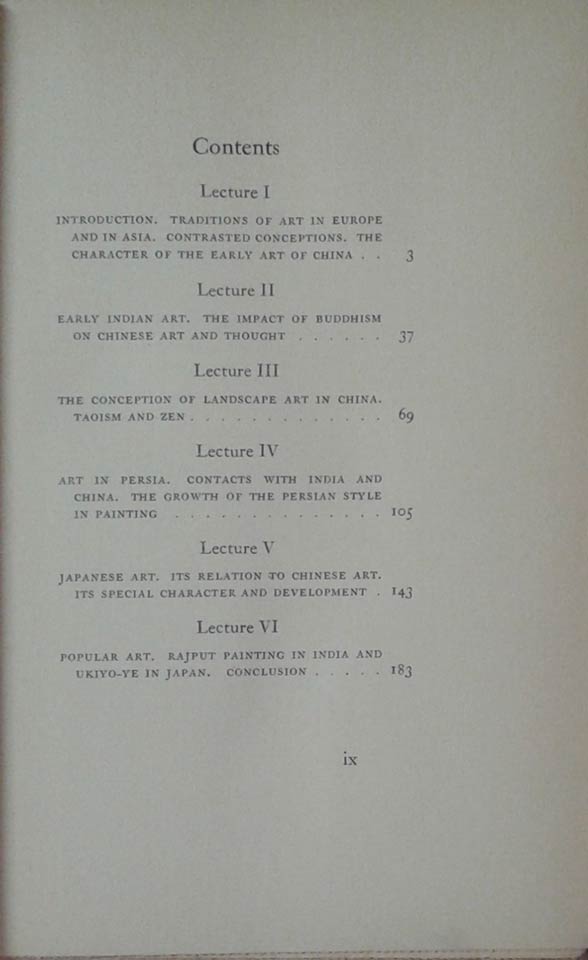 Contents
Lecture I
INTRODUCTION. TRADITIONS OF ART IN EUROPE
AND IN ASIA. CONTRASTED CONCEPTIONS. THE
CHARACTER OF THE EARLY ART OF CHINA . . 3
Lecture II
EARLY INDIAN ART. THE IMPACT OF BUDDHISM
ON CHINESE ART AND THOUGHT . . . . . . 37
Lecture III
THE CONCEPTION OF LANDSCAPE ART IN CHINA.
TAOISM AND ZEN . . . . . . . . . . . . . 69
Lecture IV
ART IN PERSIA. CONTACTS WITH INDIA AND
CHINA. THE GROWTH OF THE PERSIAN STYLE
IN PAINTING . . . . . . . . . . . . . . 105
Lecture V
JAPANESE ART. ITS RELATION TO CHINESE ART.
ITS SPECIAL CHARACTER AND DEVELOPMENT . 143
Lecture VI
POPULAR ART. RAJPUT PAINTING IN INDIA AND
UKIYO-YE IN JAPAN. CONCLUSION . . . . . 183
ix